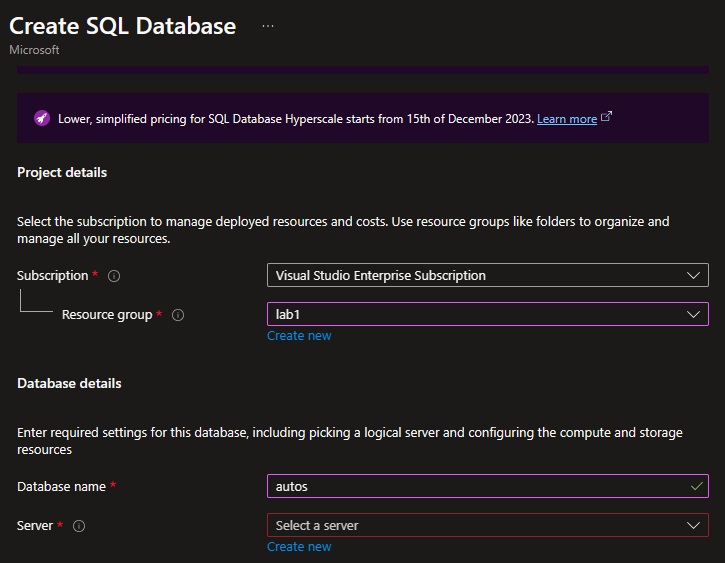 Create SQL Database ...
Microsoft
Lower, simplified pricing for SQL Database Hyperscale starts from 15th of December 2023. Learn more
Project details
Select the subscription to manage deployed resources and costs. Use resource groups like folders to organize and
manage all your resources.
Subscription * Visual Studio Enterprise Subscription
Resource group * lab1
Create new
Database details
Enter required settings for this database, including picking a logical server and configuring the compute and storage
resources
Database name * autos
Server * Select a server
Create new